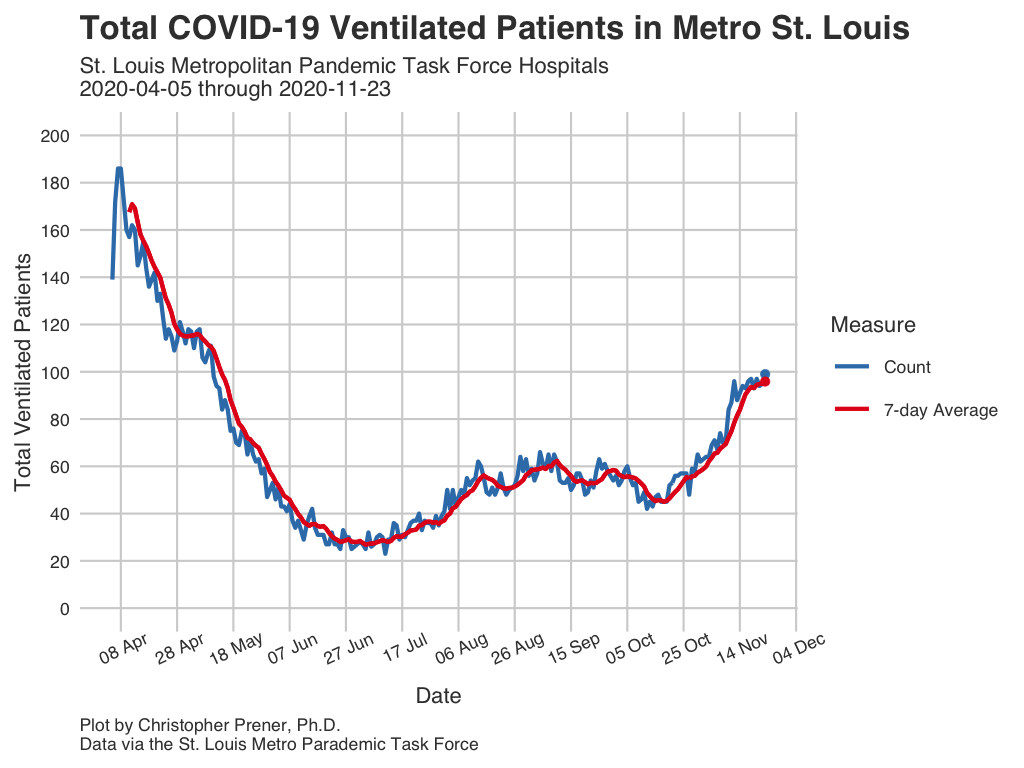 Total COVID-19 Ventilated Patients in Metro St. Louis
St. Louis Metropolitan Pandemic Task Force Hospitals
2020-04-05 through 2020-11-23
Total Ventilated Patients
200
180
160
140
120
100
80
60
40
20
0
08 Apr
28 Apr
18 May
07 Jun
27 Jun
17 Jul
06 Aug
26 Aug
15 Sep
05 Oct
25 Oct
14 Nov
04 Dec
Date
Measure
Count
7-day Average
Plot by Christopher Prener, Ph.D.
Data via the St. Louis Metro Parademic Task Force